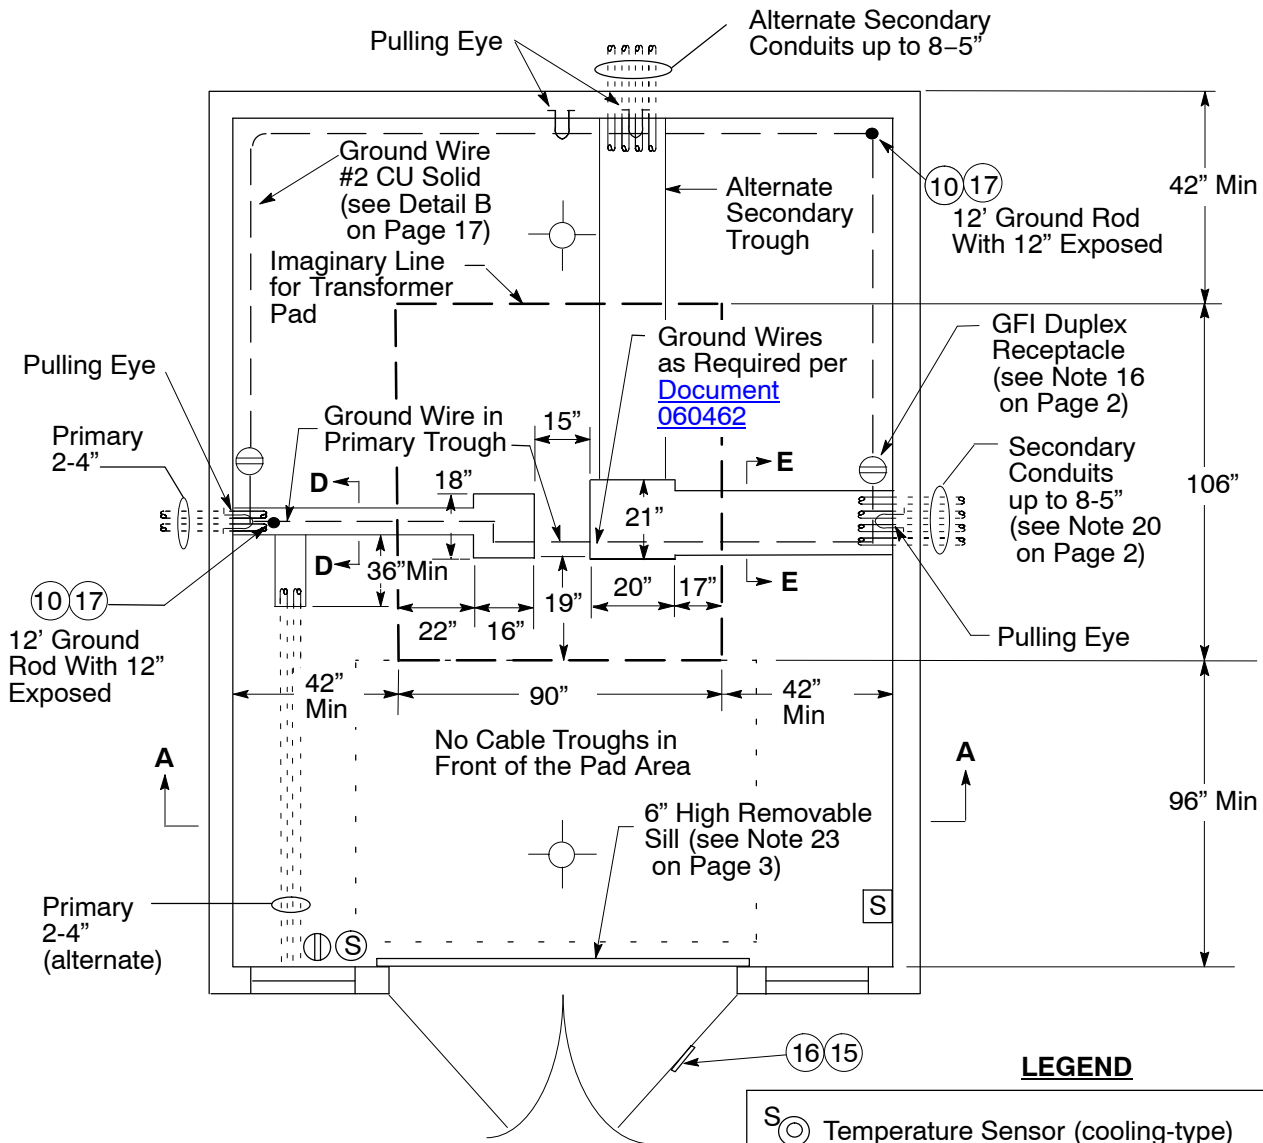 Pulling Eye
Alternate Secondary
Conduits up to 8–5”
Ground Wire
#2 CU Solid
(see Detail B
on Page 17)
Alternate
Secondary
Trough
10 17
12’ Ground Rod
With 12” Exposed
42” Min
Imaginary Line
for Transformer
Pad
Pulling Eye
Primary
2-4”
Ground Wire in
Primary Trough
15”
Ground Wires
as Required per
Document
060462
GFI Duplex
Receptacle
(see Note 16
on Page 2)
Secondary
Conduits
up to 8-5”
(see Note 20
on Page 2)
106”
D
18”
E
21”
D
36”Min
22”
16”
19”
20”
17”
E
Pulling Eye
10 17
12’ Ground
Rod With 12”
Exposed
42”
Min
90”
42”
Min
No Cable Troughs in
Front of the Pad Area
A
A
96” Min
6” High Removable
Sill (see Note 23
on Page 3)
Primary
2-4”
(alternate)
S
S
16 15
LEGEND
S Temperature Sensor (cooling-type)